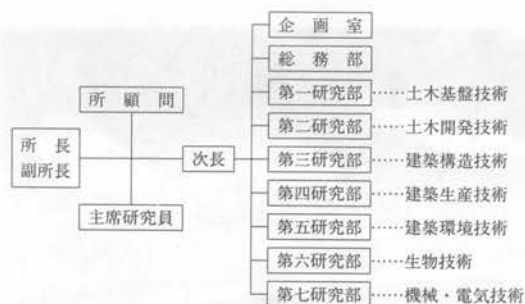 企画室
総務部
所顧問
第一研究部……土木基盤技術
第二研究部……土木開発技術
所長
副所長
次長
第三研究部……建築構造技術
第四研究部……建築生産技術
主席研究員
第五研究部……建築環境技術
第六研究部……生物技術
第七研究部……機械・電気技術